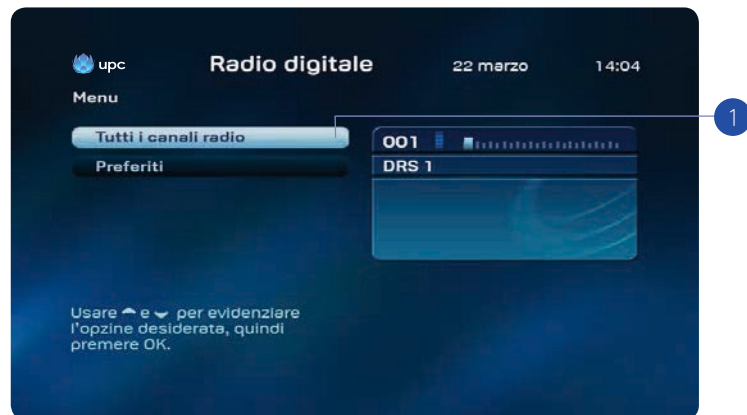 upc
Radio digitale
22 marzo
14:04
Menu
Tutti i canali radio
Preferiti
001
DRS 1
Usare e per evidenziare
l'opzine desiderata, quindi
premere OK.
1